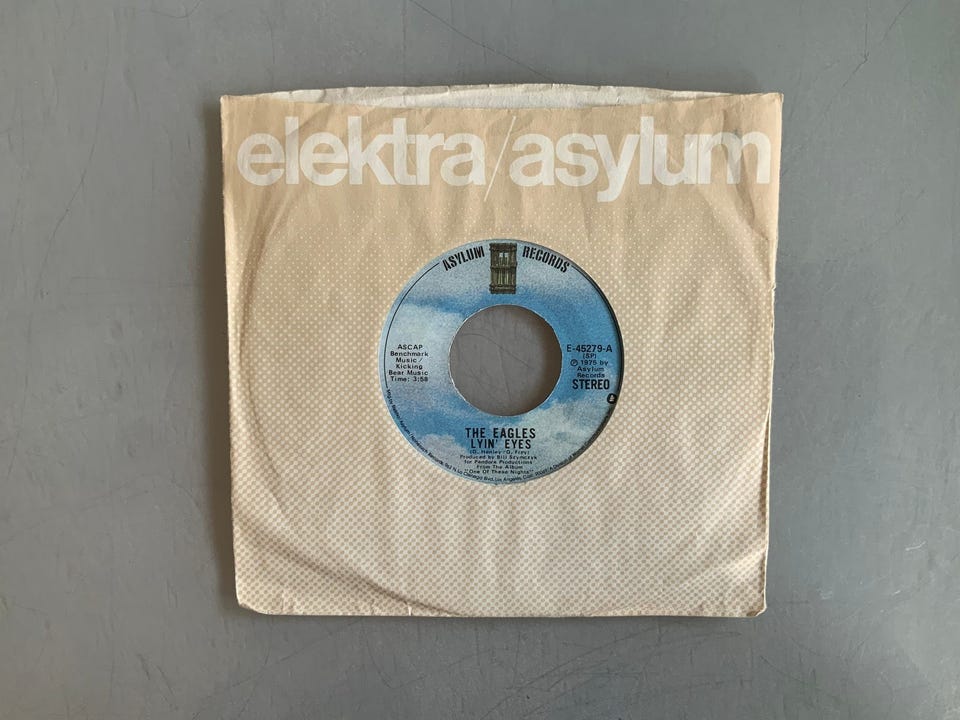 elektra/asylum
ASYLUM RECORDS
ASCAP
Benchmark
Music/
Kicking
Bear Music
Time: 3:58
E-45279-A
(SP)
Ⓟ 1975 by
Asylum
Records
STEREO
THE EAGLES
LYIN' EYES
(D. Henley-G. Frey)
Produced by Bill Szymczyk
for Pandora Productions
From The Album
"One Of These Nights"